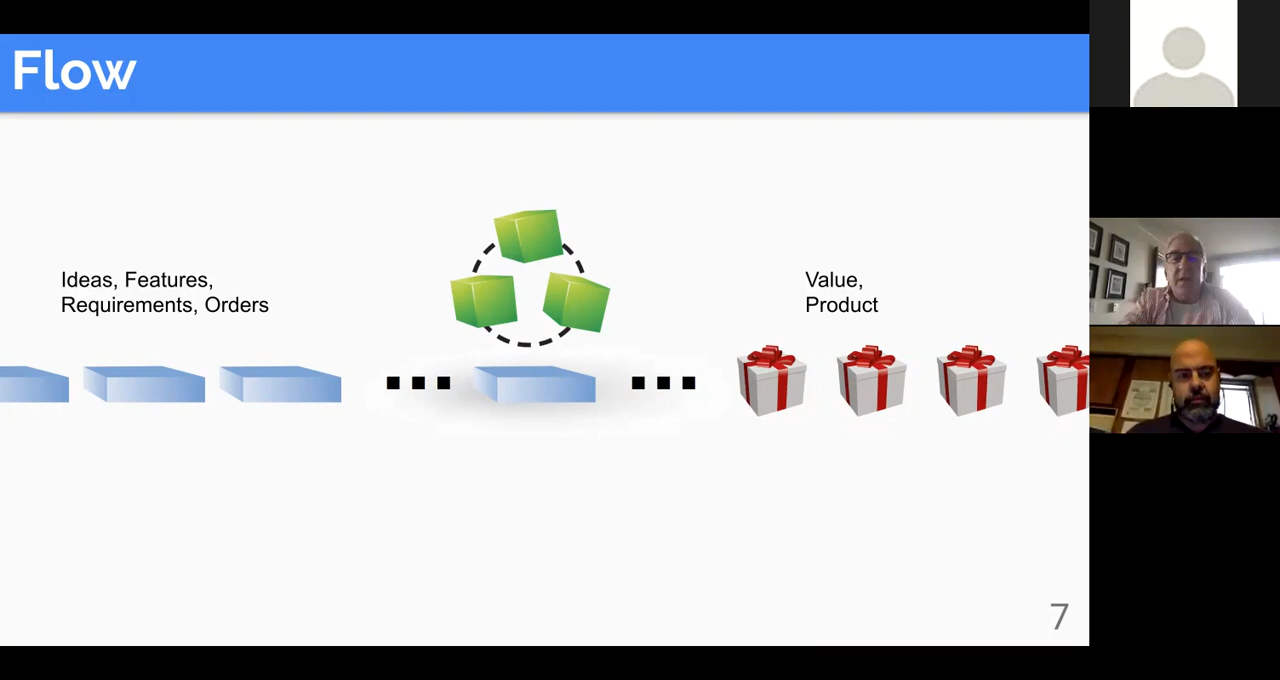 Flow
Ideas, Features,
Requirements, Orders
Value,
Product
7